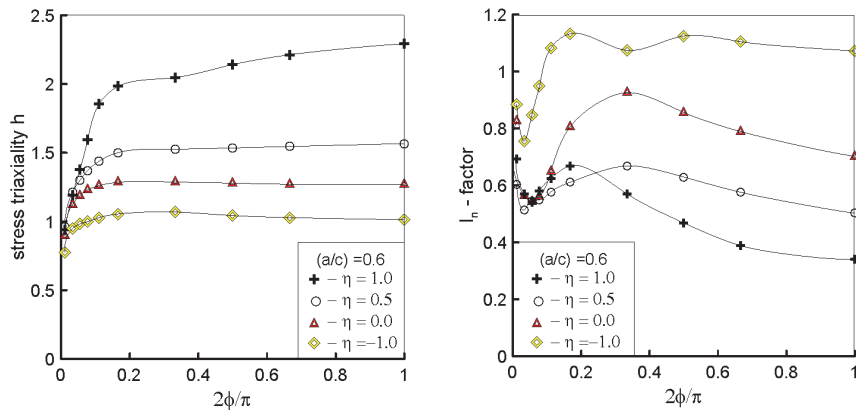 2.5
2
1.5
1
0.5
0
stress triaxiality h
(a/c) =0.6
– η = 1.0
– η = 0.5
– η = 0.0
– η =–1.0
0 0.2 0.4 0.6 0.8 1
2ϕ/π
1.2
1
0.8
0.6
0.4
0.2
0
Iₙ - factor
(a/c) =0.6
– η = 1.0
– η = 0.5
– η = 0.0
– η =–1.0
0 0.2 0.4 0.6 0.8 1
2ϕ/π